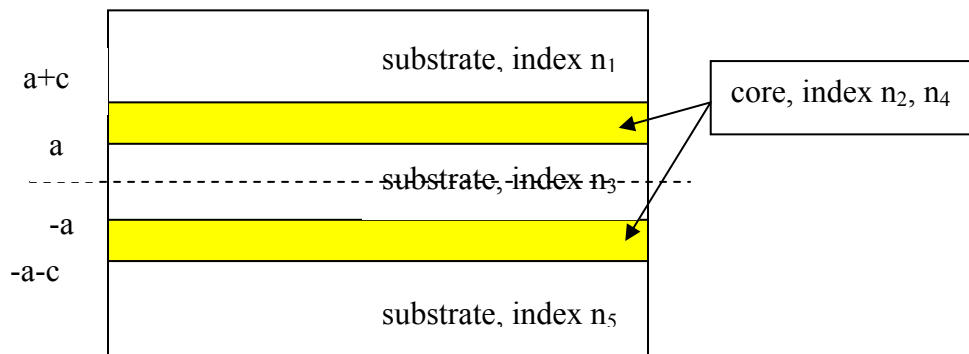 substrate, index n₁
a+c
core, index n₂, n₄
a
substrate, index n₃
-a
-a-c
substrate, index n₅